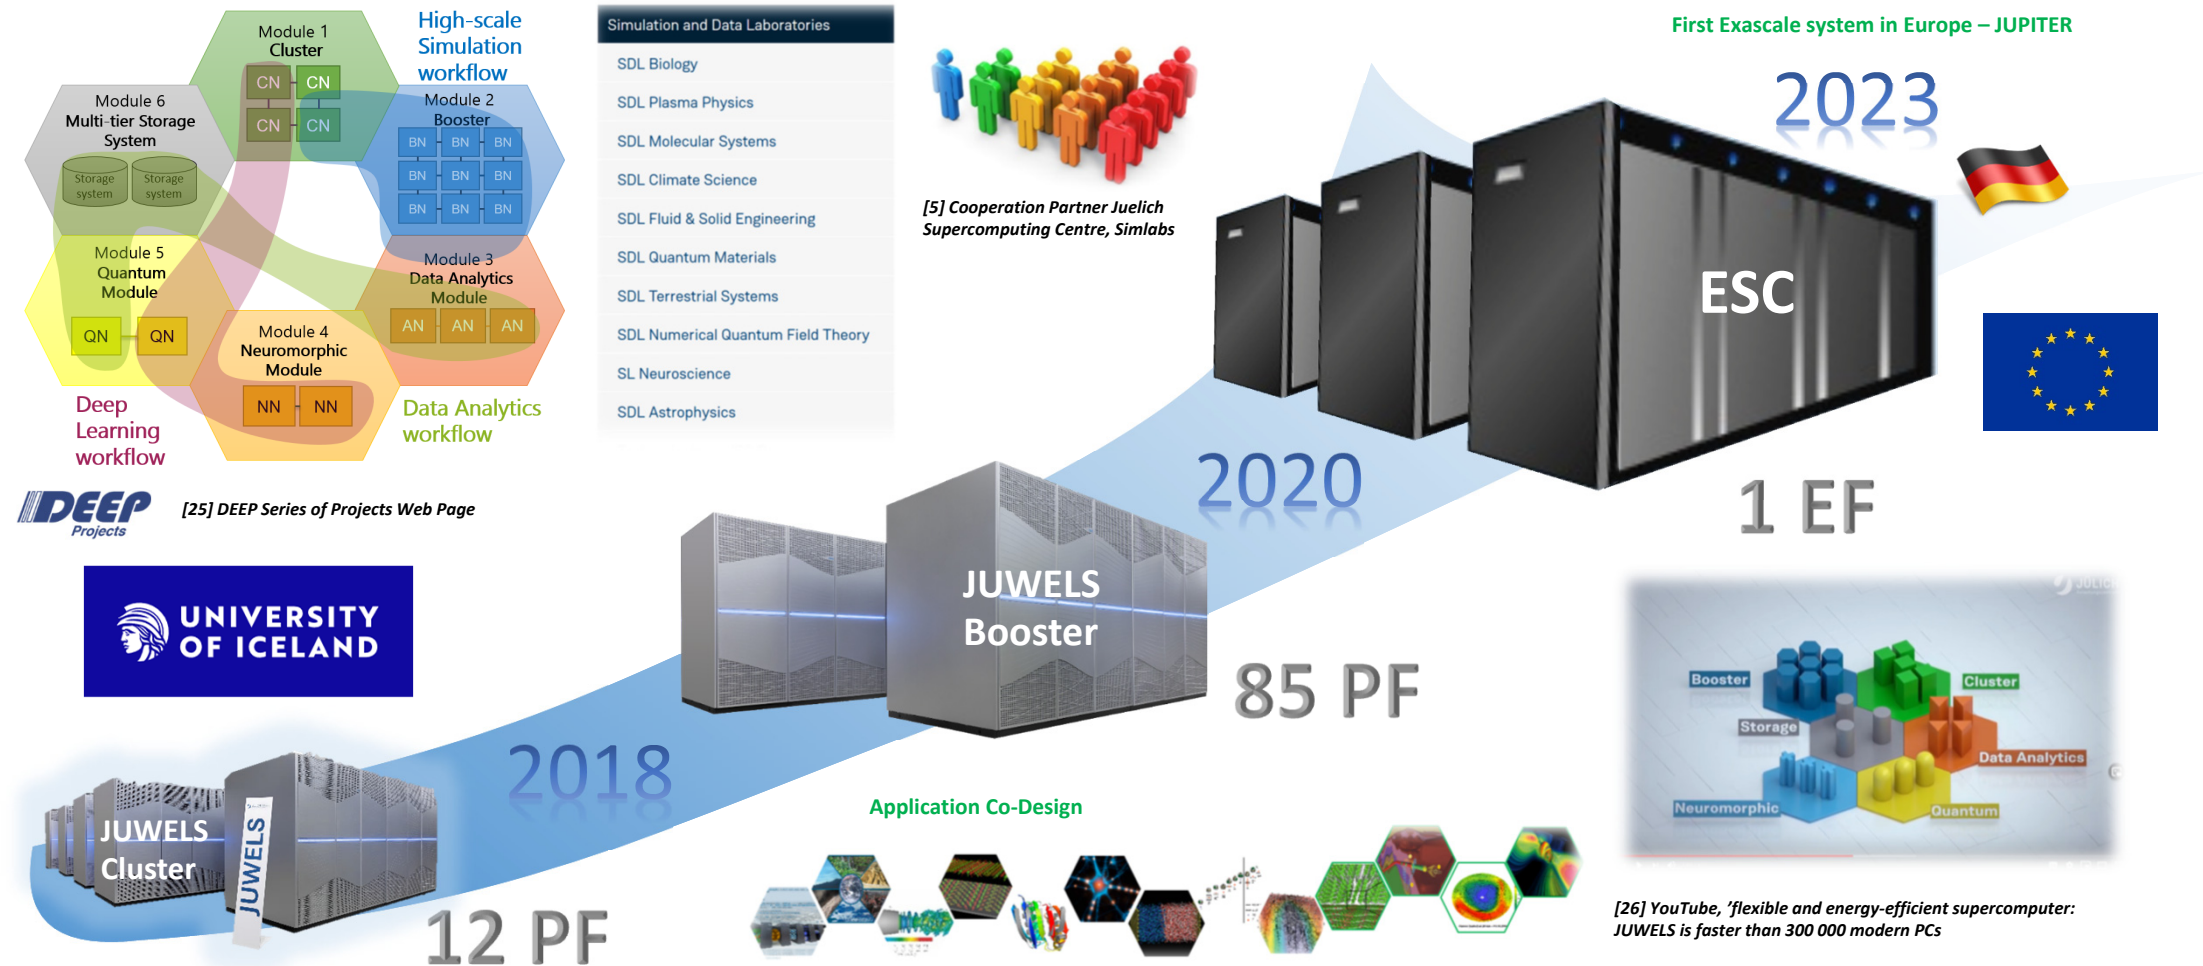 Module 1
Cluster
CN CN
CN CN
High-scale
Simulation
workflow
Module 2
Booster
BN BN BN
BN BN BN
BN BN BN
Module 6
Multi-tier Storage
System
Storage
system
Storage
system
Module 5
Quantum
Module
QN QN
Module 3
Data Analytics
Module
AN AN AN
Module 4
Neuromorphic
Module
NN NN
Deep
Learning
workflow
Data Analytics
workflow
DEEP
Projects
[25] DEEP Series of Projects Web Page
UNIVERSITY
OF ICELAND
Simulation and Data Laboratories
SDL Biology
SDL Plasma Physics
SDL Molecular Systems
SDL Climate Science
SDL Fluid & Solid Engineering
SDL Quantum Materials
SDL Terrestrial Systems
SDL Numerical Quantum Field Theory
SL Neuroscience
SDL Astrophysics
[5] Cooperation Partner Juelich
Supercomputing Centre, Simlabs
First Exascale system in Europe – JUPITER
2023
ESC
1 EF
2020
JUWELS
Booster
85 PF
2018
JUWELS
Cluster
JUWELS
12 PF
Application Co-Design
JÜLICH
Booster
Cluster
Storage
Data Analytics
Neuromorphic
Quantum
[26] YouTube, ’flexible and energy-efficient supercomputer:
JUWELS is faster than 300 000 modern PCs